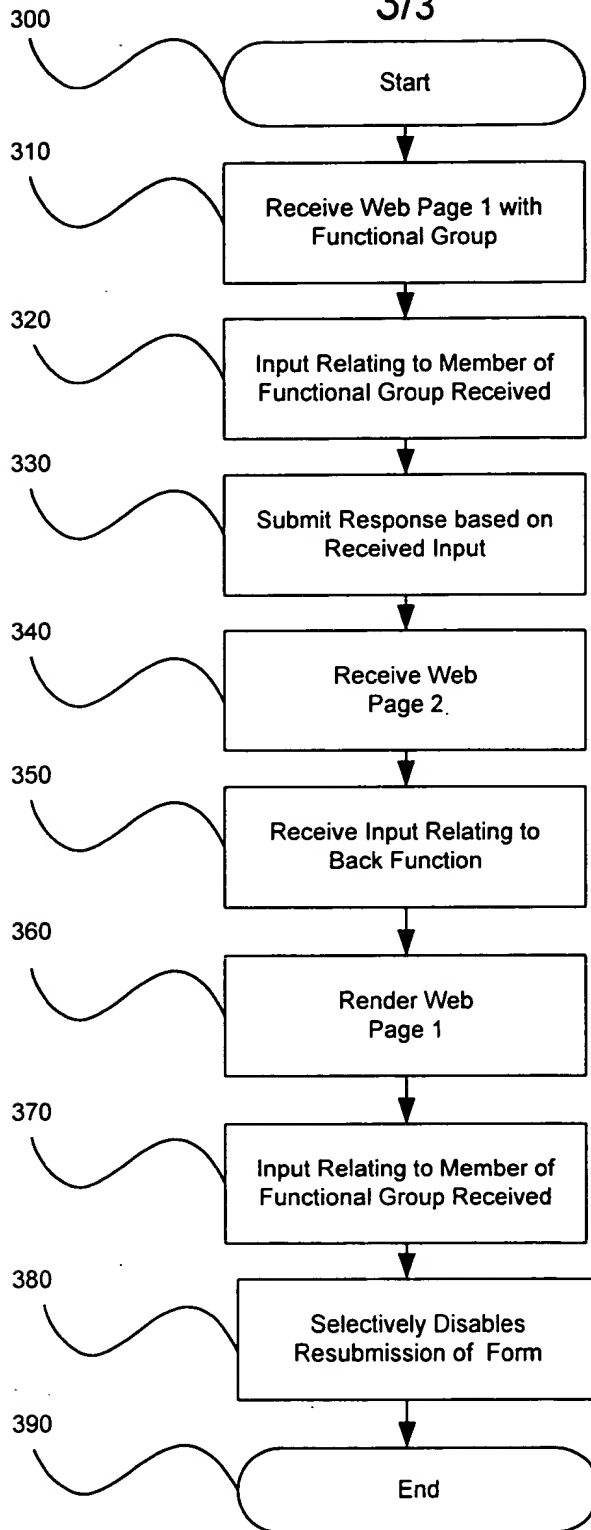 3/3
300
Start
310
Receive Web Page 1 with
Functional Group
320
Input Relating to Member of
Functional Group Received
330
Submit Response based on
Received Input
340
Receive Web
Page 2
350
Receive Input Relating to
Back Function
360
Render Web
Page 1
370
Input Relating to Member of
Functional Group Received
380
Selectively Disables
Resubmission of Form
390
End